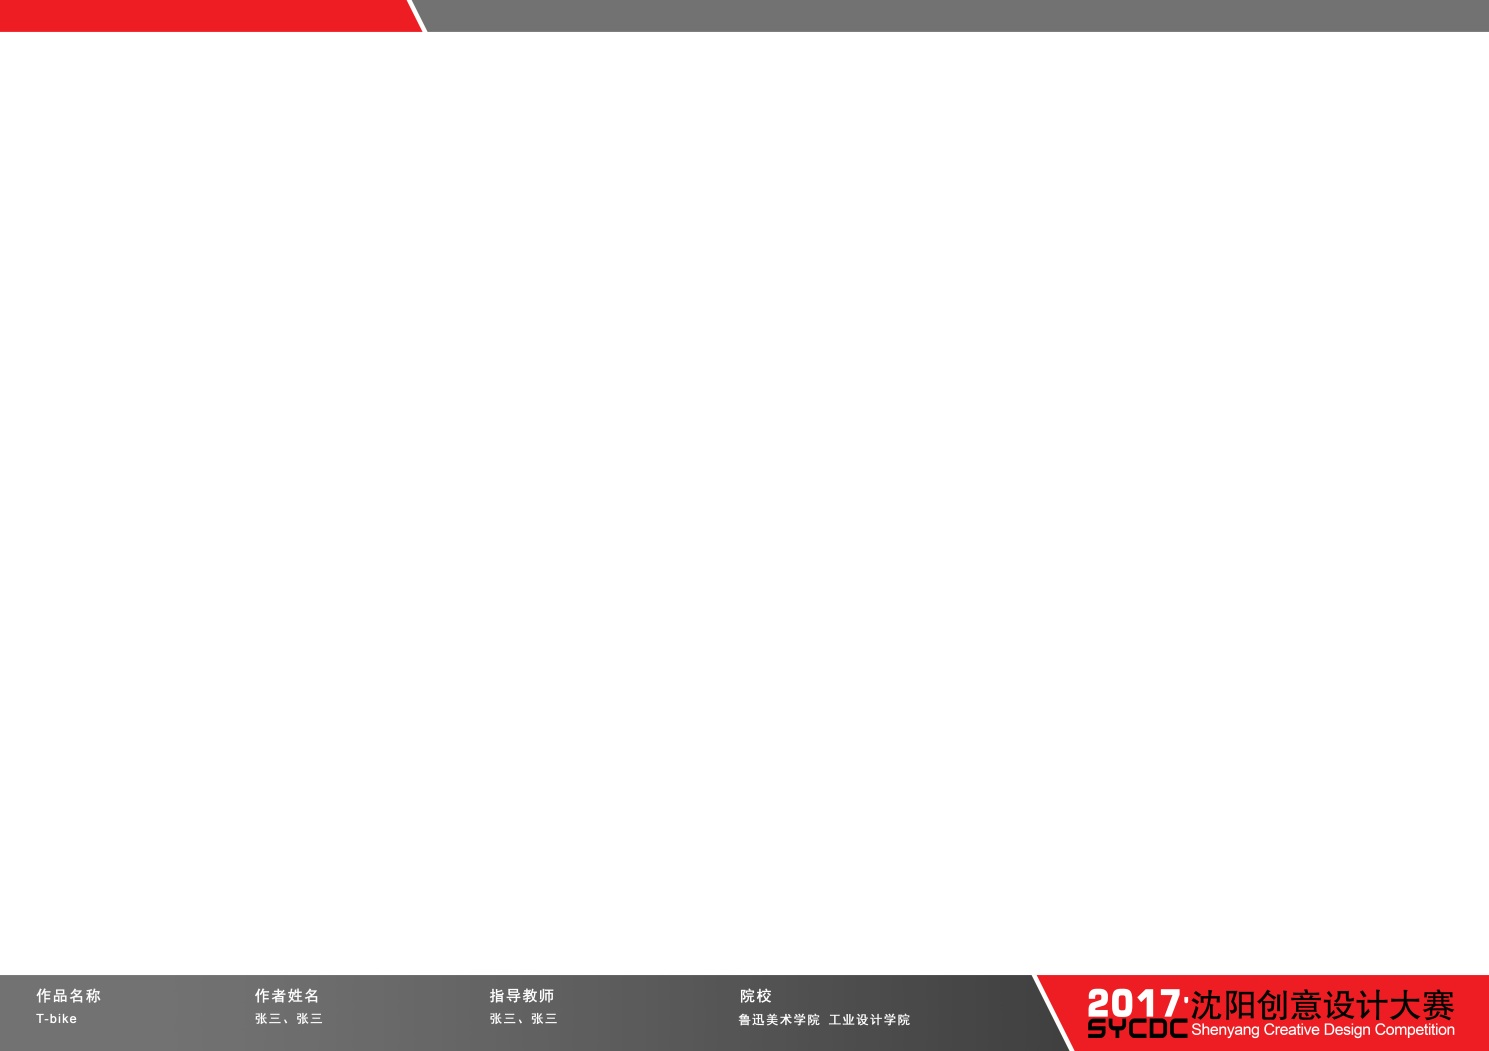 作品名称
T-bike
作者姓名
张三、张三
指导教师
张三、张三
院校
鲁迅美术学院 工业设计学院
2017·沈阳创意设计大赛
SYCDC Shenyang Creative Design Competition